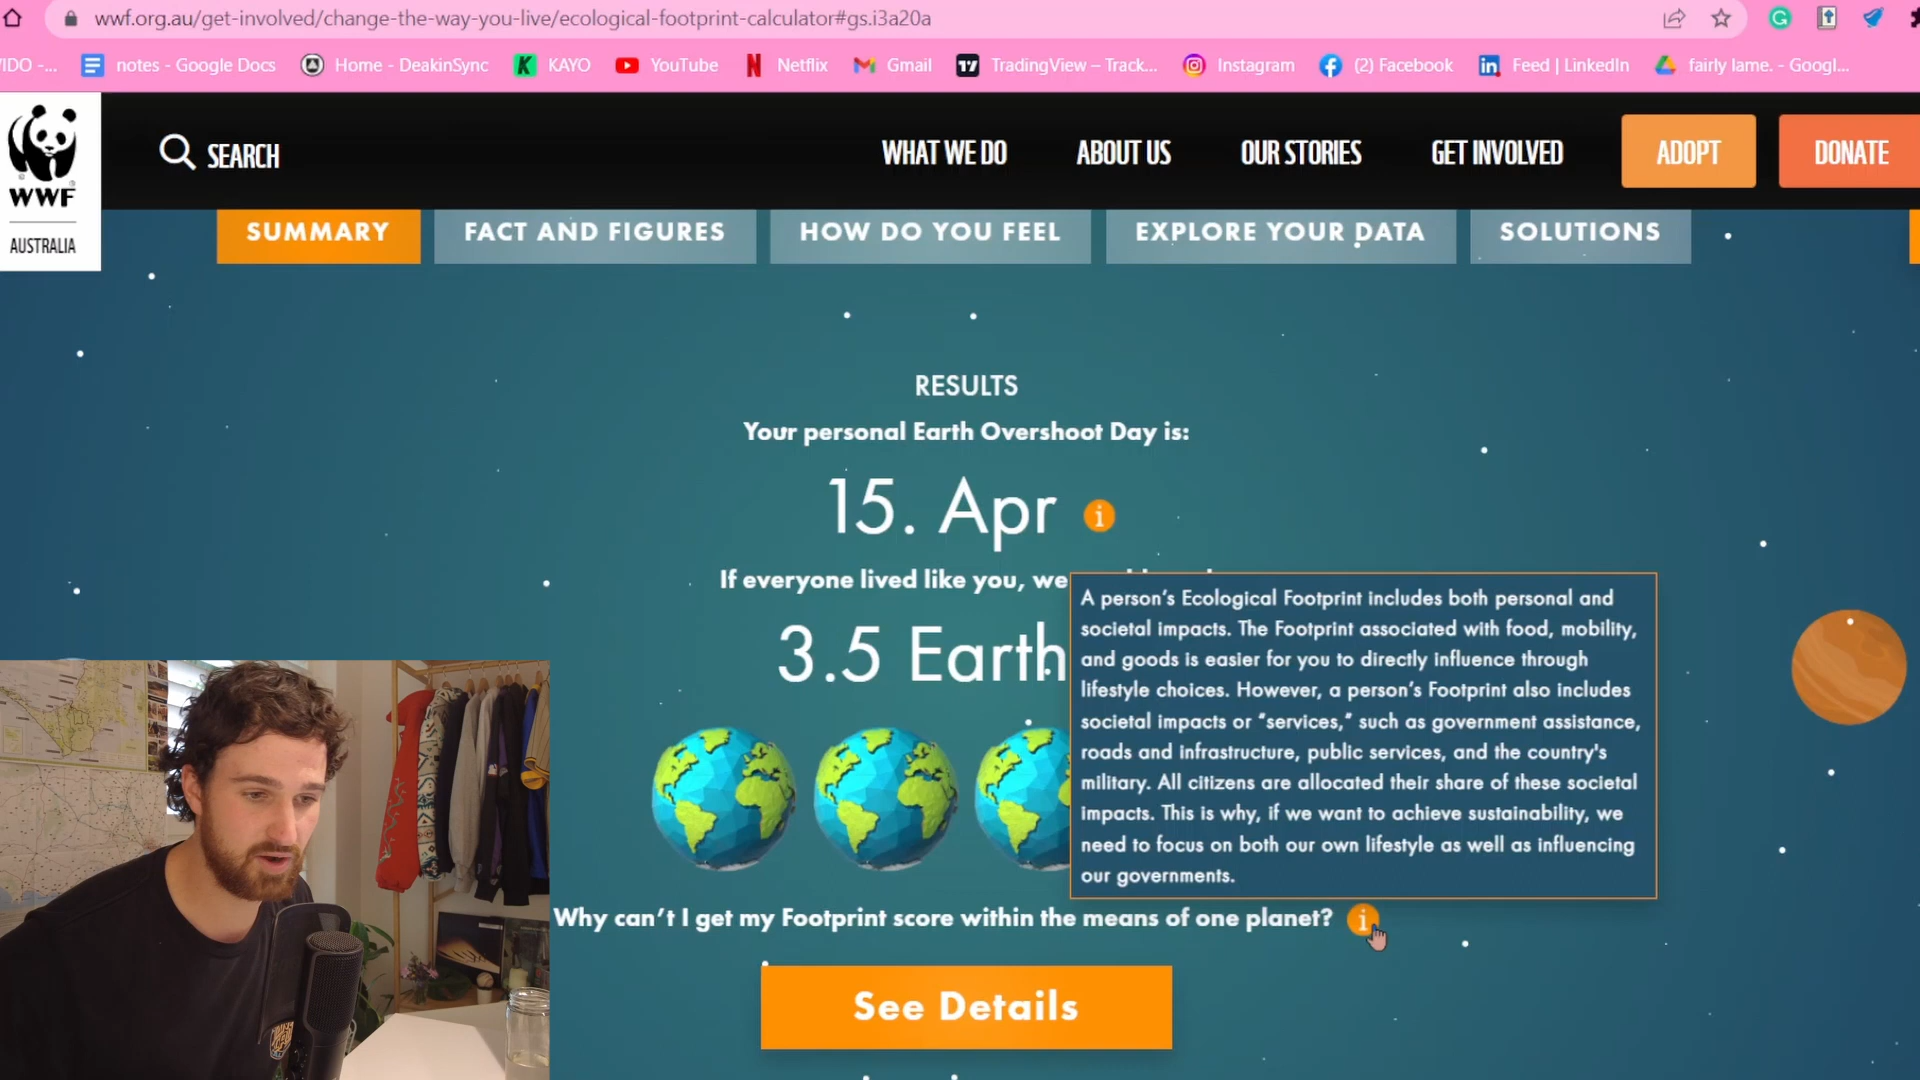 wwf.org.au/get-involved/change-the-way-you-live/ecological-footprint-calculator#gs.i3a20a
IDO -... notes - Google Docs Home - DeakinSync KAYO YouTube Netflix Gmail TradingView – Track... Instagram (2) Facebook Feed | LinkedIn fairly lame. - Googl...
WWF
AUSTRALIA
SEARCH WHAT WE DO ABOUT US OUR STORIES GET INVOLVED ADOPT DONATE
SUMMARY FACT AND FIGURES HOW DO YOU FEEL EXPLORE YOUR DATA SOLUTIONS
RESULTS
Your personal Earth Overshoot Day is:
15. Apr i
If everyone lived like you, we
3.5 Earth
A person's Ecological Footprint includes both personal and
societal impacts. The Footprint associated with food, mobility,
and goods is easier for you to directly influence through
lifestyle choices. However, a person's Footprint also includes
societal impacts or "services," such as government assistance,
roads and infrastructure, public services, and the country's
military. All citizens are allocated their share of these societal
impacts. This is why, if we want to achieve sustainability, we
need to focus on both our own lifestyle as well as influencing
our governments.
Why can't I get my Footprint score within the means of one planet? i
See Details